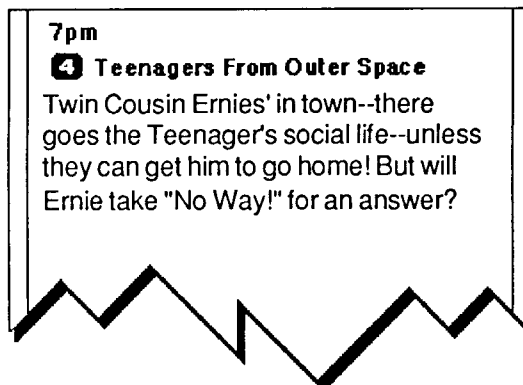 7pm
4 Teenagers From Outer Space
Twin Cousin Ernies' in town--there
goes the Teenager's social life--unless
they can get him to go home! But will
Ernie take "No Way!" for an answer?